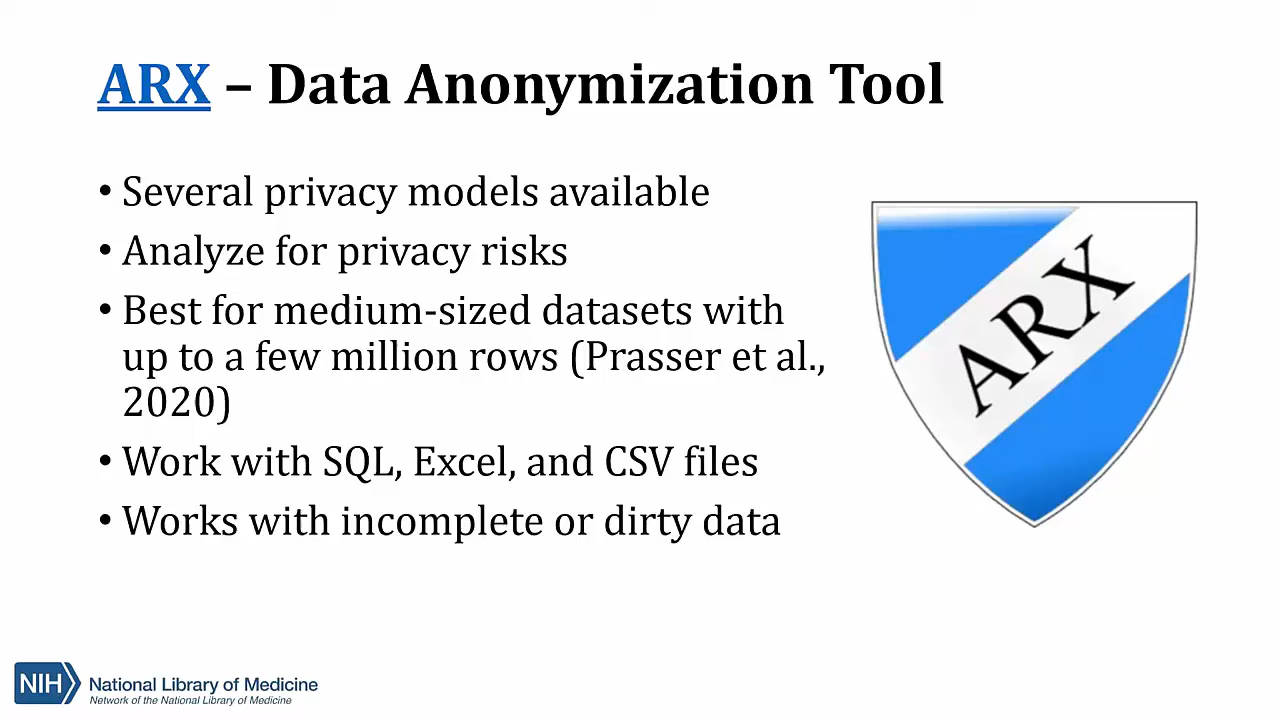 ARX – Data Anonymization Tool
• Several privacy models available
• Analyze for privacy risks
• Best for medium-sized datasets with
up to a few million rows (Prasser et al.,
2020)
• Work with SQL, Excel, and CSV files
• Works with incomplete or dirty data
ARX
NIH National Library of Medicine
Network of the National Library of Medicine